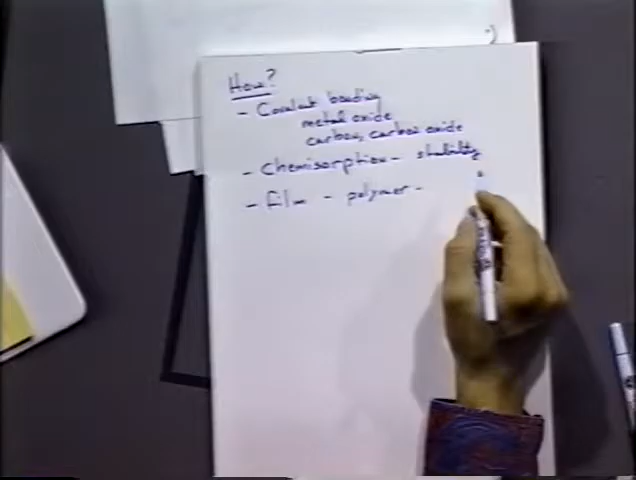 How?
- Covalent bonding
metal oxide
carbon, carbon oxide
- Chemisorption - stability
- film - polymer -